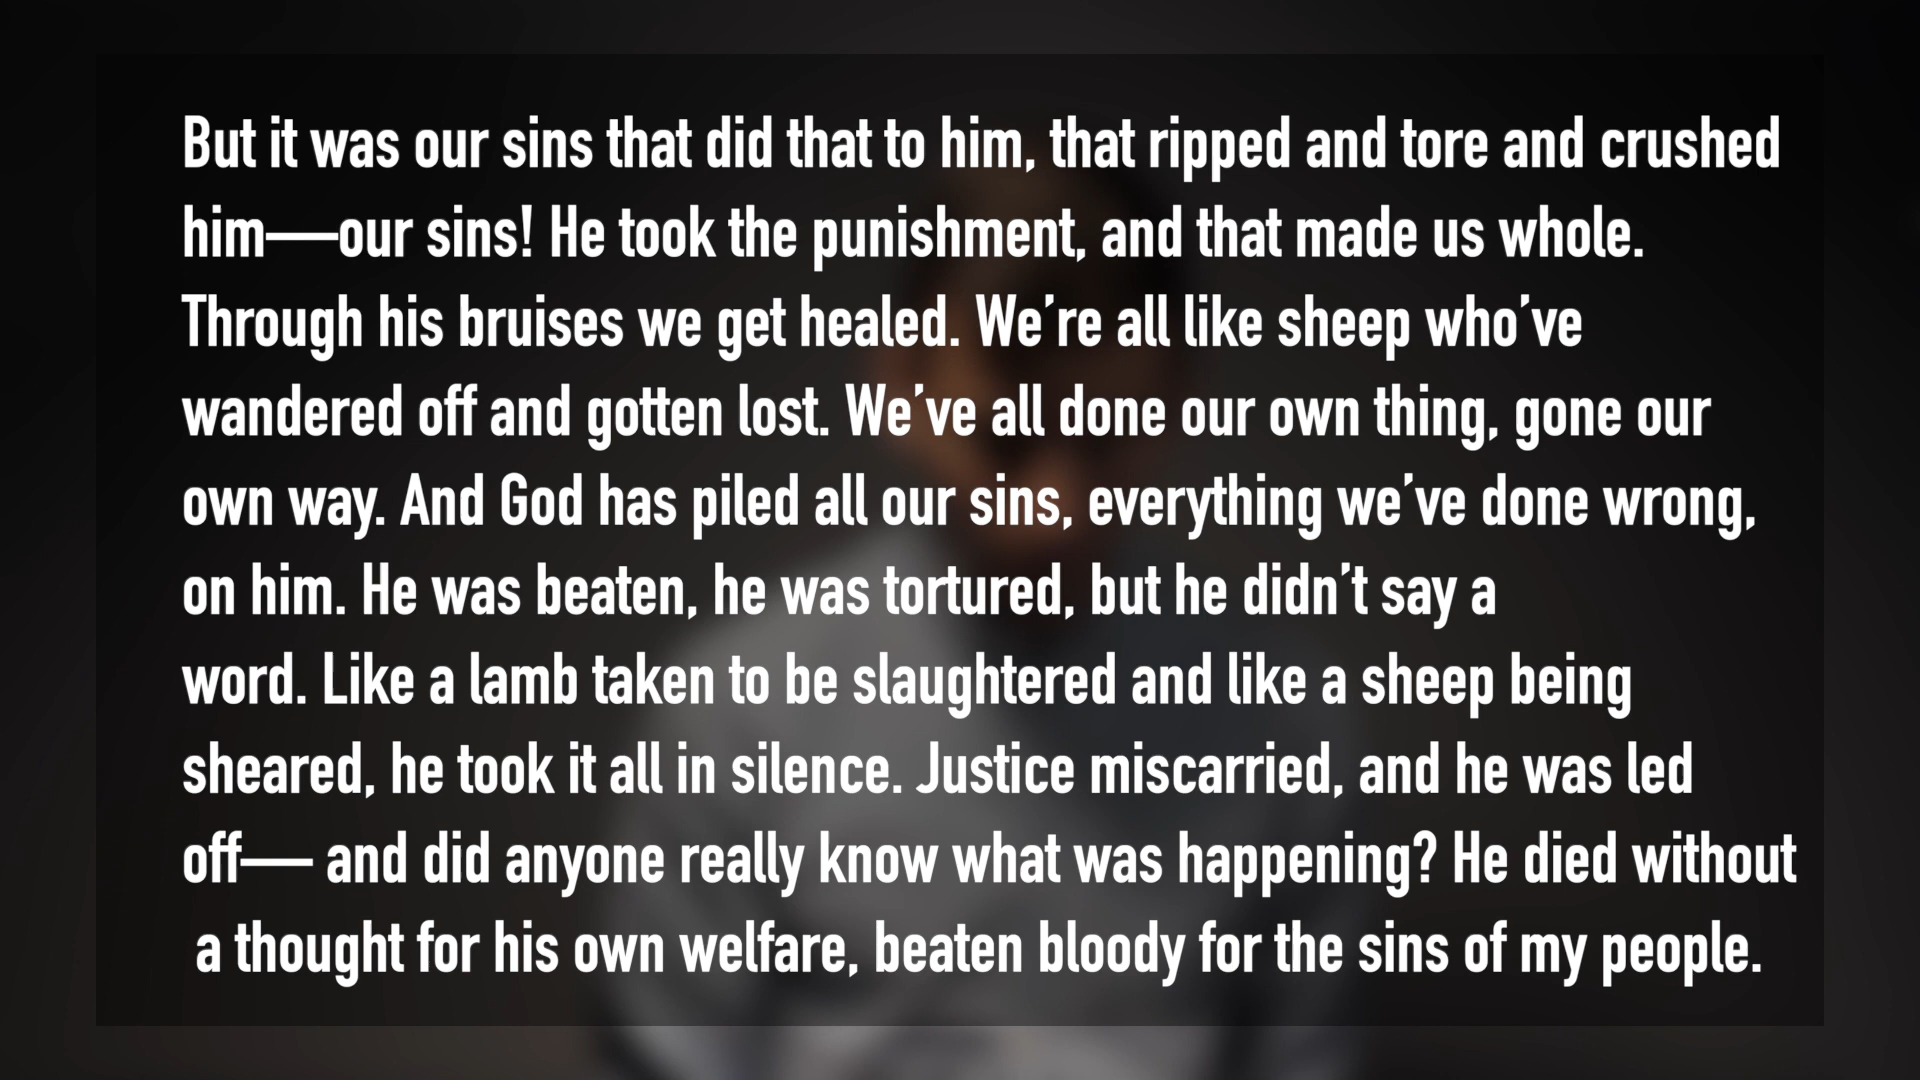 But it was our sins that did that to him, that ripped and tore and crushed
him—our sins! He took the punishment, and that made us whole.
Through his bruises we get healed. We’re all like sheep who’ve
wandered off and gotten lost. We’ve all done our own thing, gone our
own way. And God has piled all our sins, everything we’ve done wrong,
on him. He was beaten, he was tortured, but he didn’t say a
word. Like a lamb taken to be slaughtered and like a sheep being
sheared, he took it all in silence. Justice miscarried, and he was led
off— and did anyone really know what was happening? He died without
a thought for his own welfare, beaten bloody for the sins of my people.